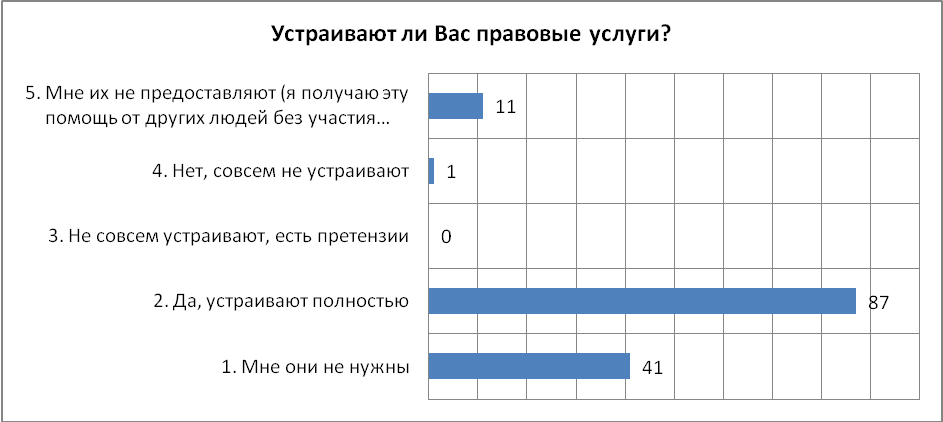 Устраивают ли Вас правовые услуги?
5. Мне их не предоставляют (я получаю эту
помощь от других людей без участия...
11
4. Нет, совсем не устраивают
1
3. Не совсем устраивают, есть претензии
0
2. Да, устраивают полностью
87
1. Мне они не нужны
41